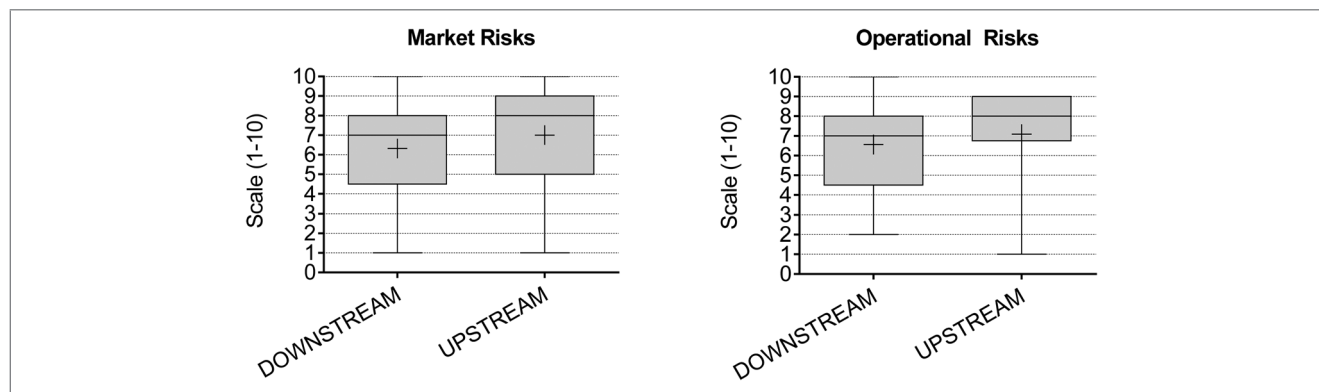 Market Risks
Scale (1-10)
10
9
8
7
6
5
4
3
2
1
0
DOWNSTREAM
UPSTREAM
Operational Risks
Scale (1-10)
10
9
8
7
6
5
4
3
2
1
0
DOWNSTREAM
UPSTREAM